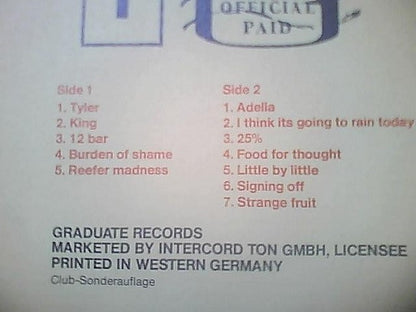 OFFICIAL
PAID
Side 1
1. Tyler
2. King
3. 12 bar
4. Burden of shame
5. Reefer madness
Side 2
1. Adella
2. I think its going to rain today
3. 25%
4. Food for thought
5. Little by little
6. Signing off
7. Strange fruit
GRADUATE RECORDS
MARKETED BY INTERCORD TON GMBH, LICENSEE
PRINTED IN WESTERN GERMANY
Club-Sonderauflage